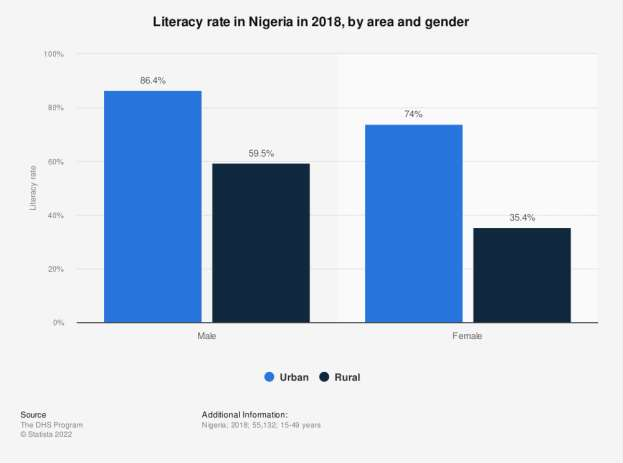 Literacy rate in Nigeria in 2018, by area and gender
100%
80%
60%
40%
20%
0%
Literacy rate
86.4%
59.5%
74%
35.4%
Male
Female
Urban
Rural
Source
The DHS Program
© Statista 2022
Additional Information:
Nigeria; 2018; 55,132; 15-49 years